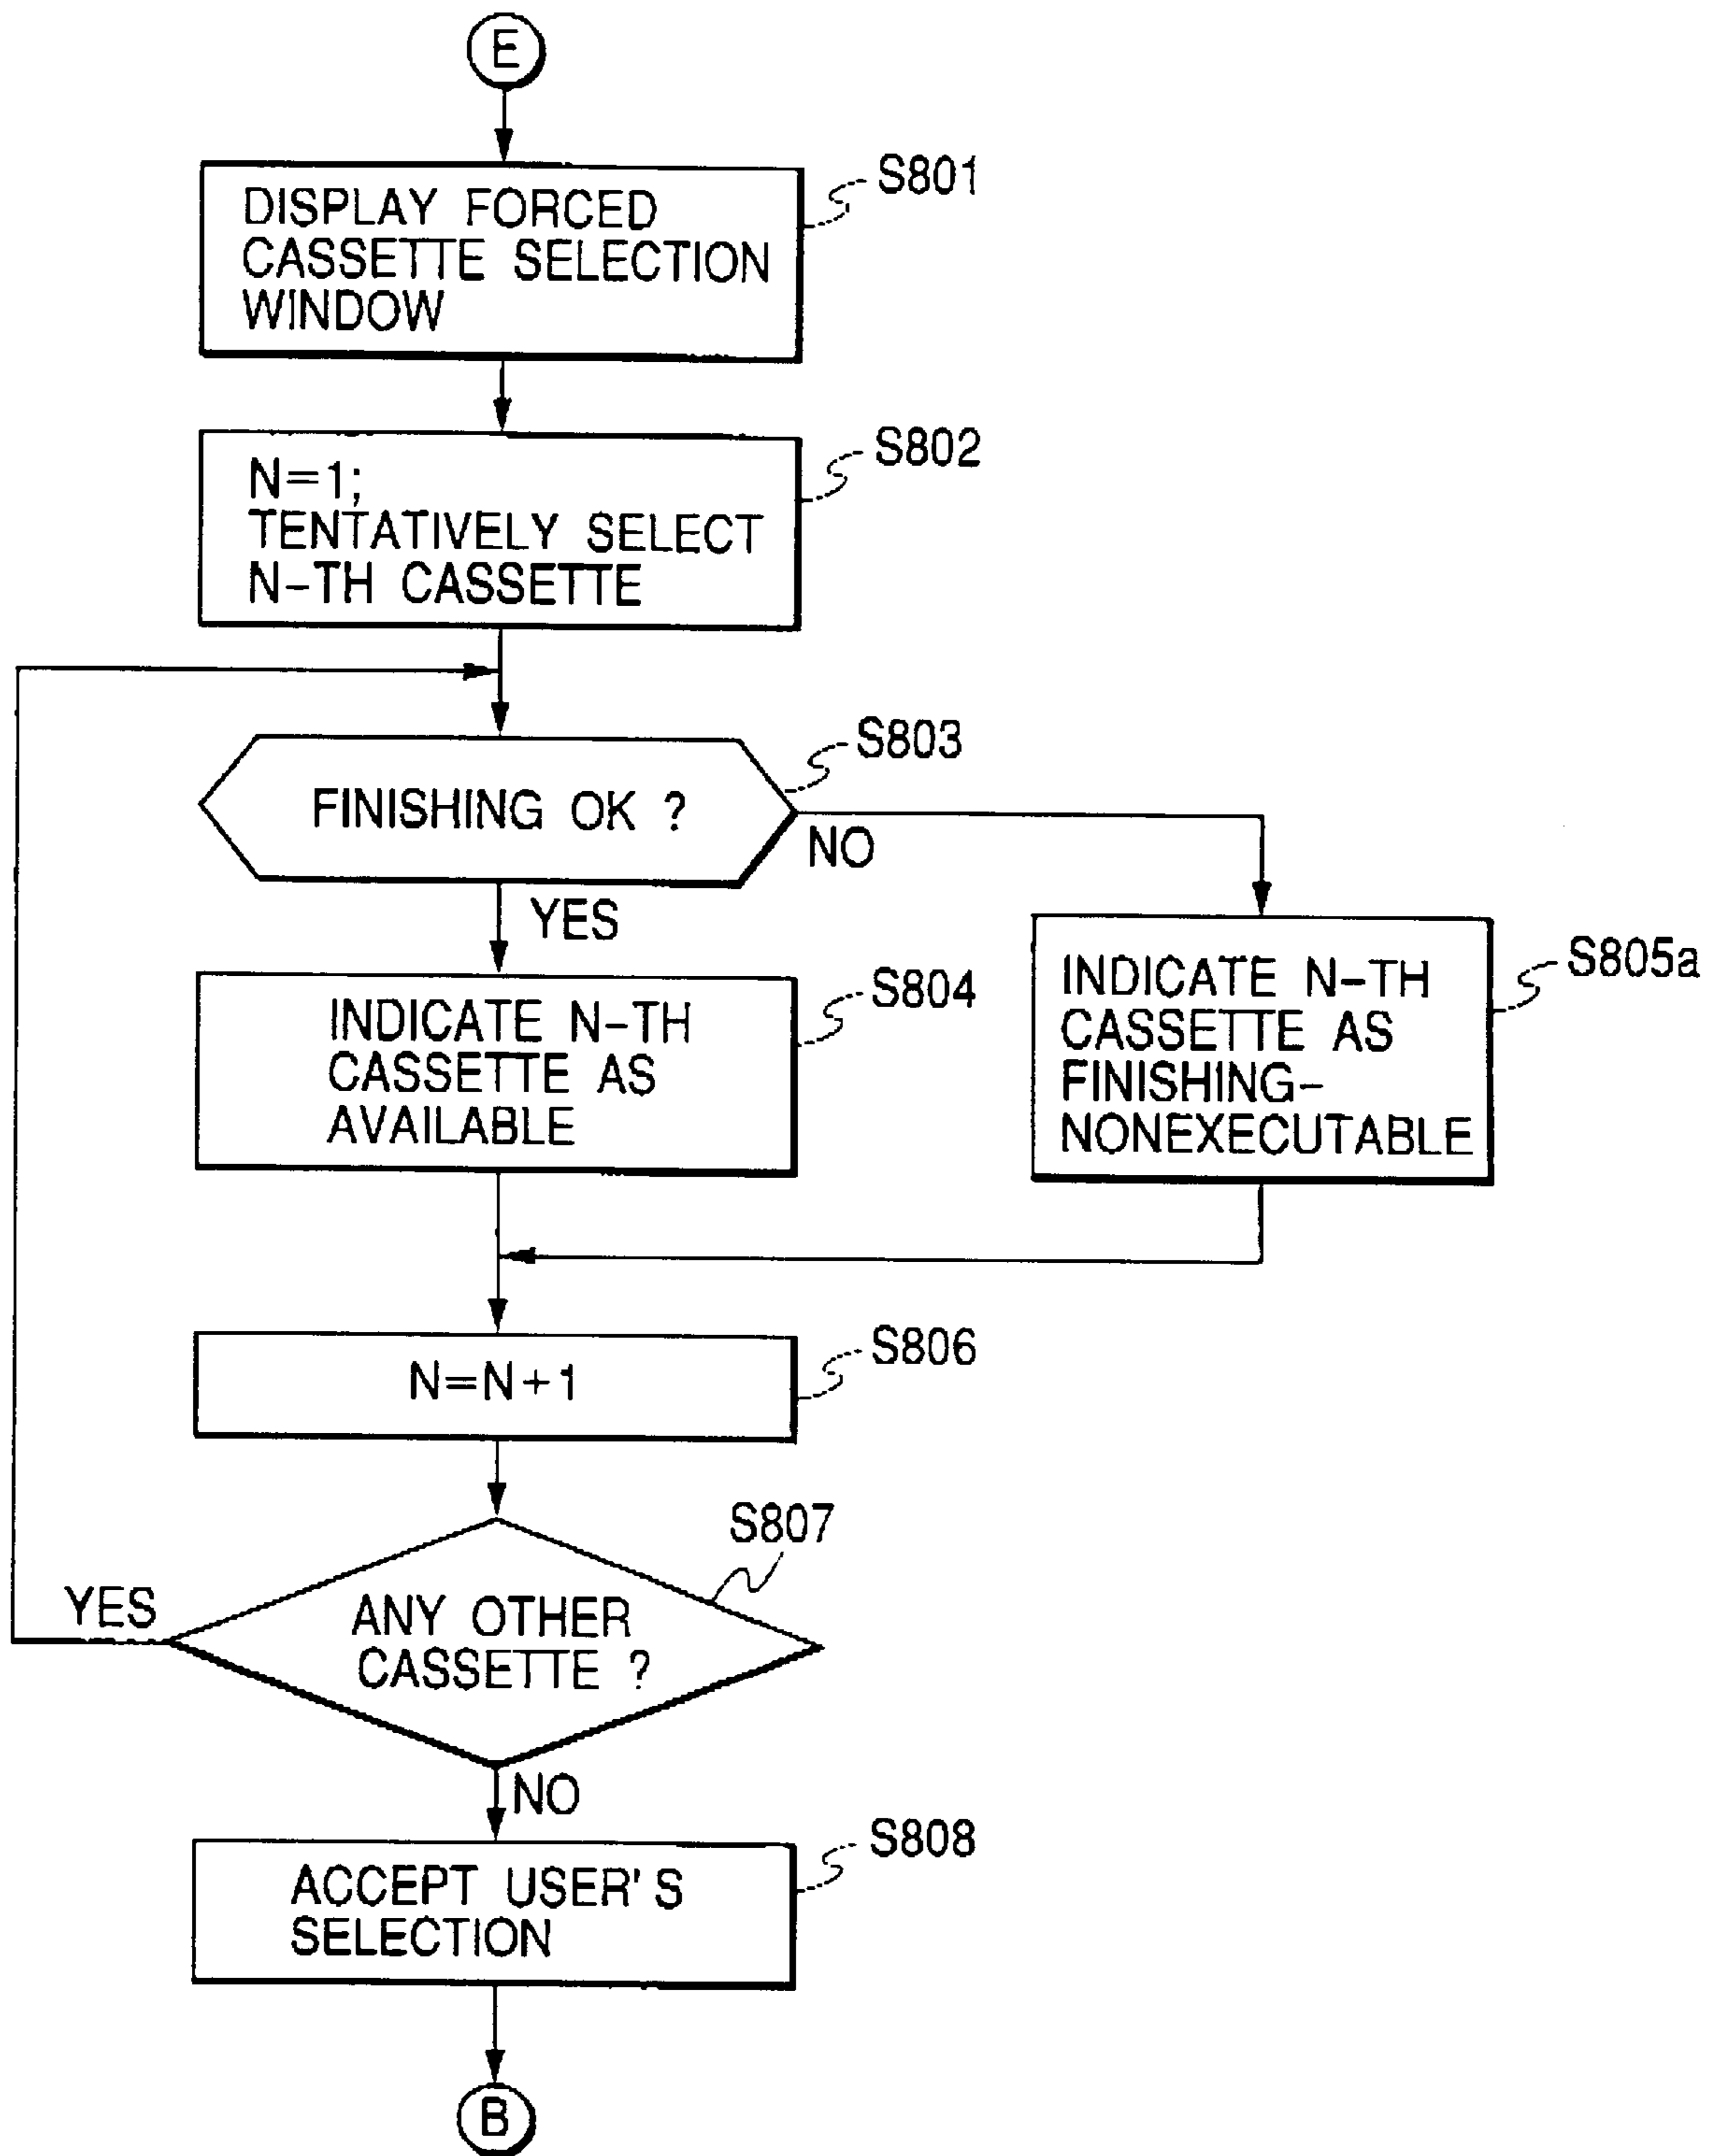 E
DISPLAY FORCED
CASSETTE SELECTION
WINDOW
S801
N=1;
TENTATIVELY SELECT
N-TH CASSETTE
S802
FINISHING OK ?
S803
NO
YES
INDICATE N-TH
CASSETTE AS
AVAILABLE
S804
INDICATE N-TH
CASSETTE AS
FINISHING-
NONEXECUTABLE
S805a
N=N+1
S806
S807
ANY OTHER
CASSETTE ?
YES
NO
ACCEPT USER'S
SELECTION
S808
B